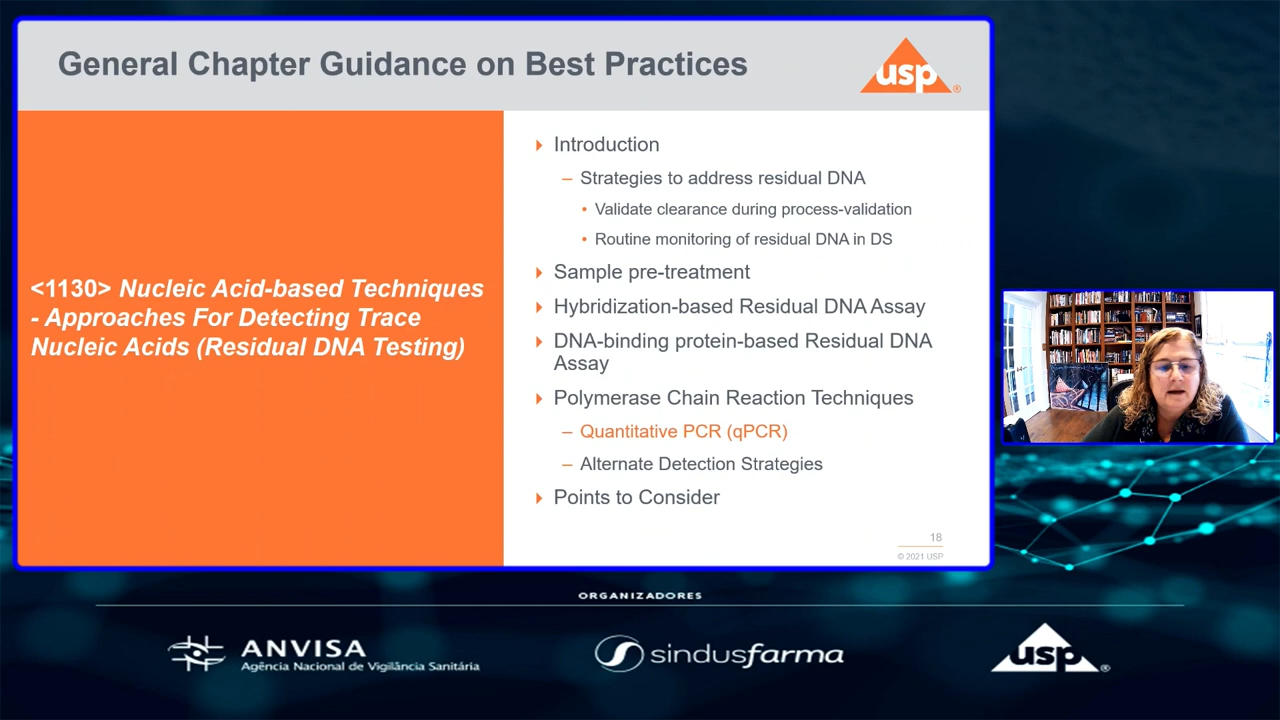 General Chapter Guidance on Best Practices
usp®
<1130> Nucleic Acid-based Techniques
- Approaches For Detecting Trace
Nucleic Acids (Residual DNA Testing)
Introduction
– Strategies to address residual DNA
• Validate clearance during process-validation
• Routine monitoring of residual DNA in DS
Sample pre-treatment
Hybridization-based Residual DNA Assay
DNA-binding protein-based Residual DNA
Assay
Polymerase Chain Reaction Techniques
– Quantitative PCR (qPCR)
– Alternate Detection Strategies
Points to Consider
18
© 2021 USP
ORGANIZADORES
ANVISA
Agência Nacional de Vigilância Sanitária
sindusfarma
usp®